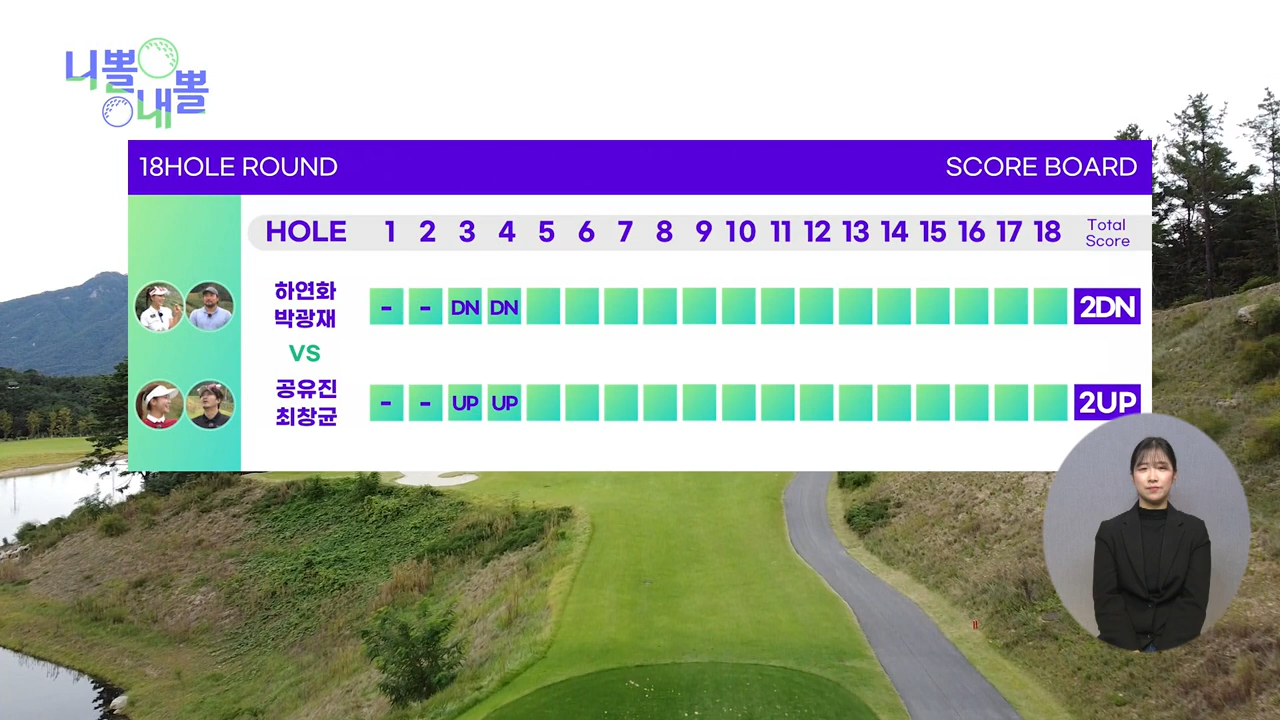 니뽈
내뽈
18HOLE ROUND SCORE BOARD
HOLE 1 2 3 4 5 6 7 8 9 10 11 12 13 14 15 16 17 18 Total Score
하연화
박광재
- - DN DN 2DN
VS
공유진
최창균
- - UP UP 2UP